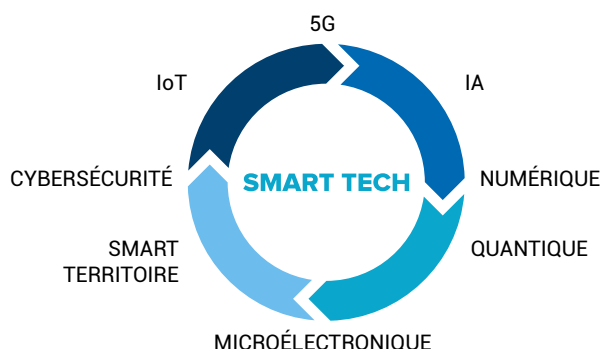 5G
IoT
IA
CYBERSÉCURITÉ
SMART TECH
NUMÉRIQUE
SMART
TERRITOIRE
QUANTIQUE
MICROÉLECTRONIQUE